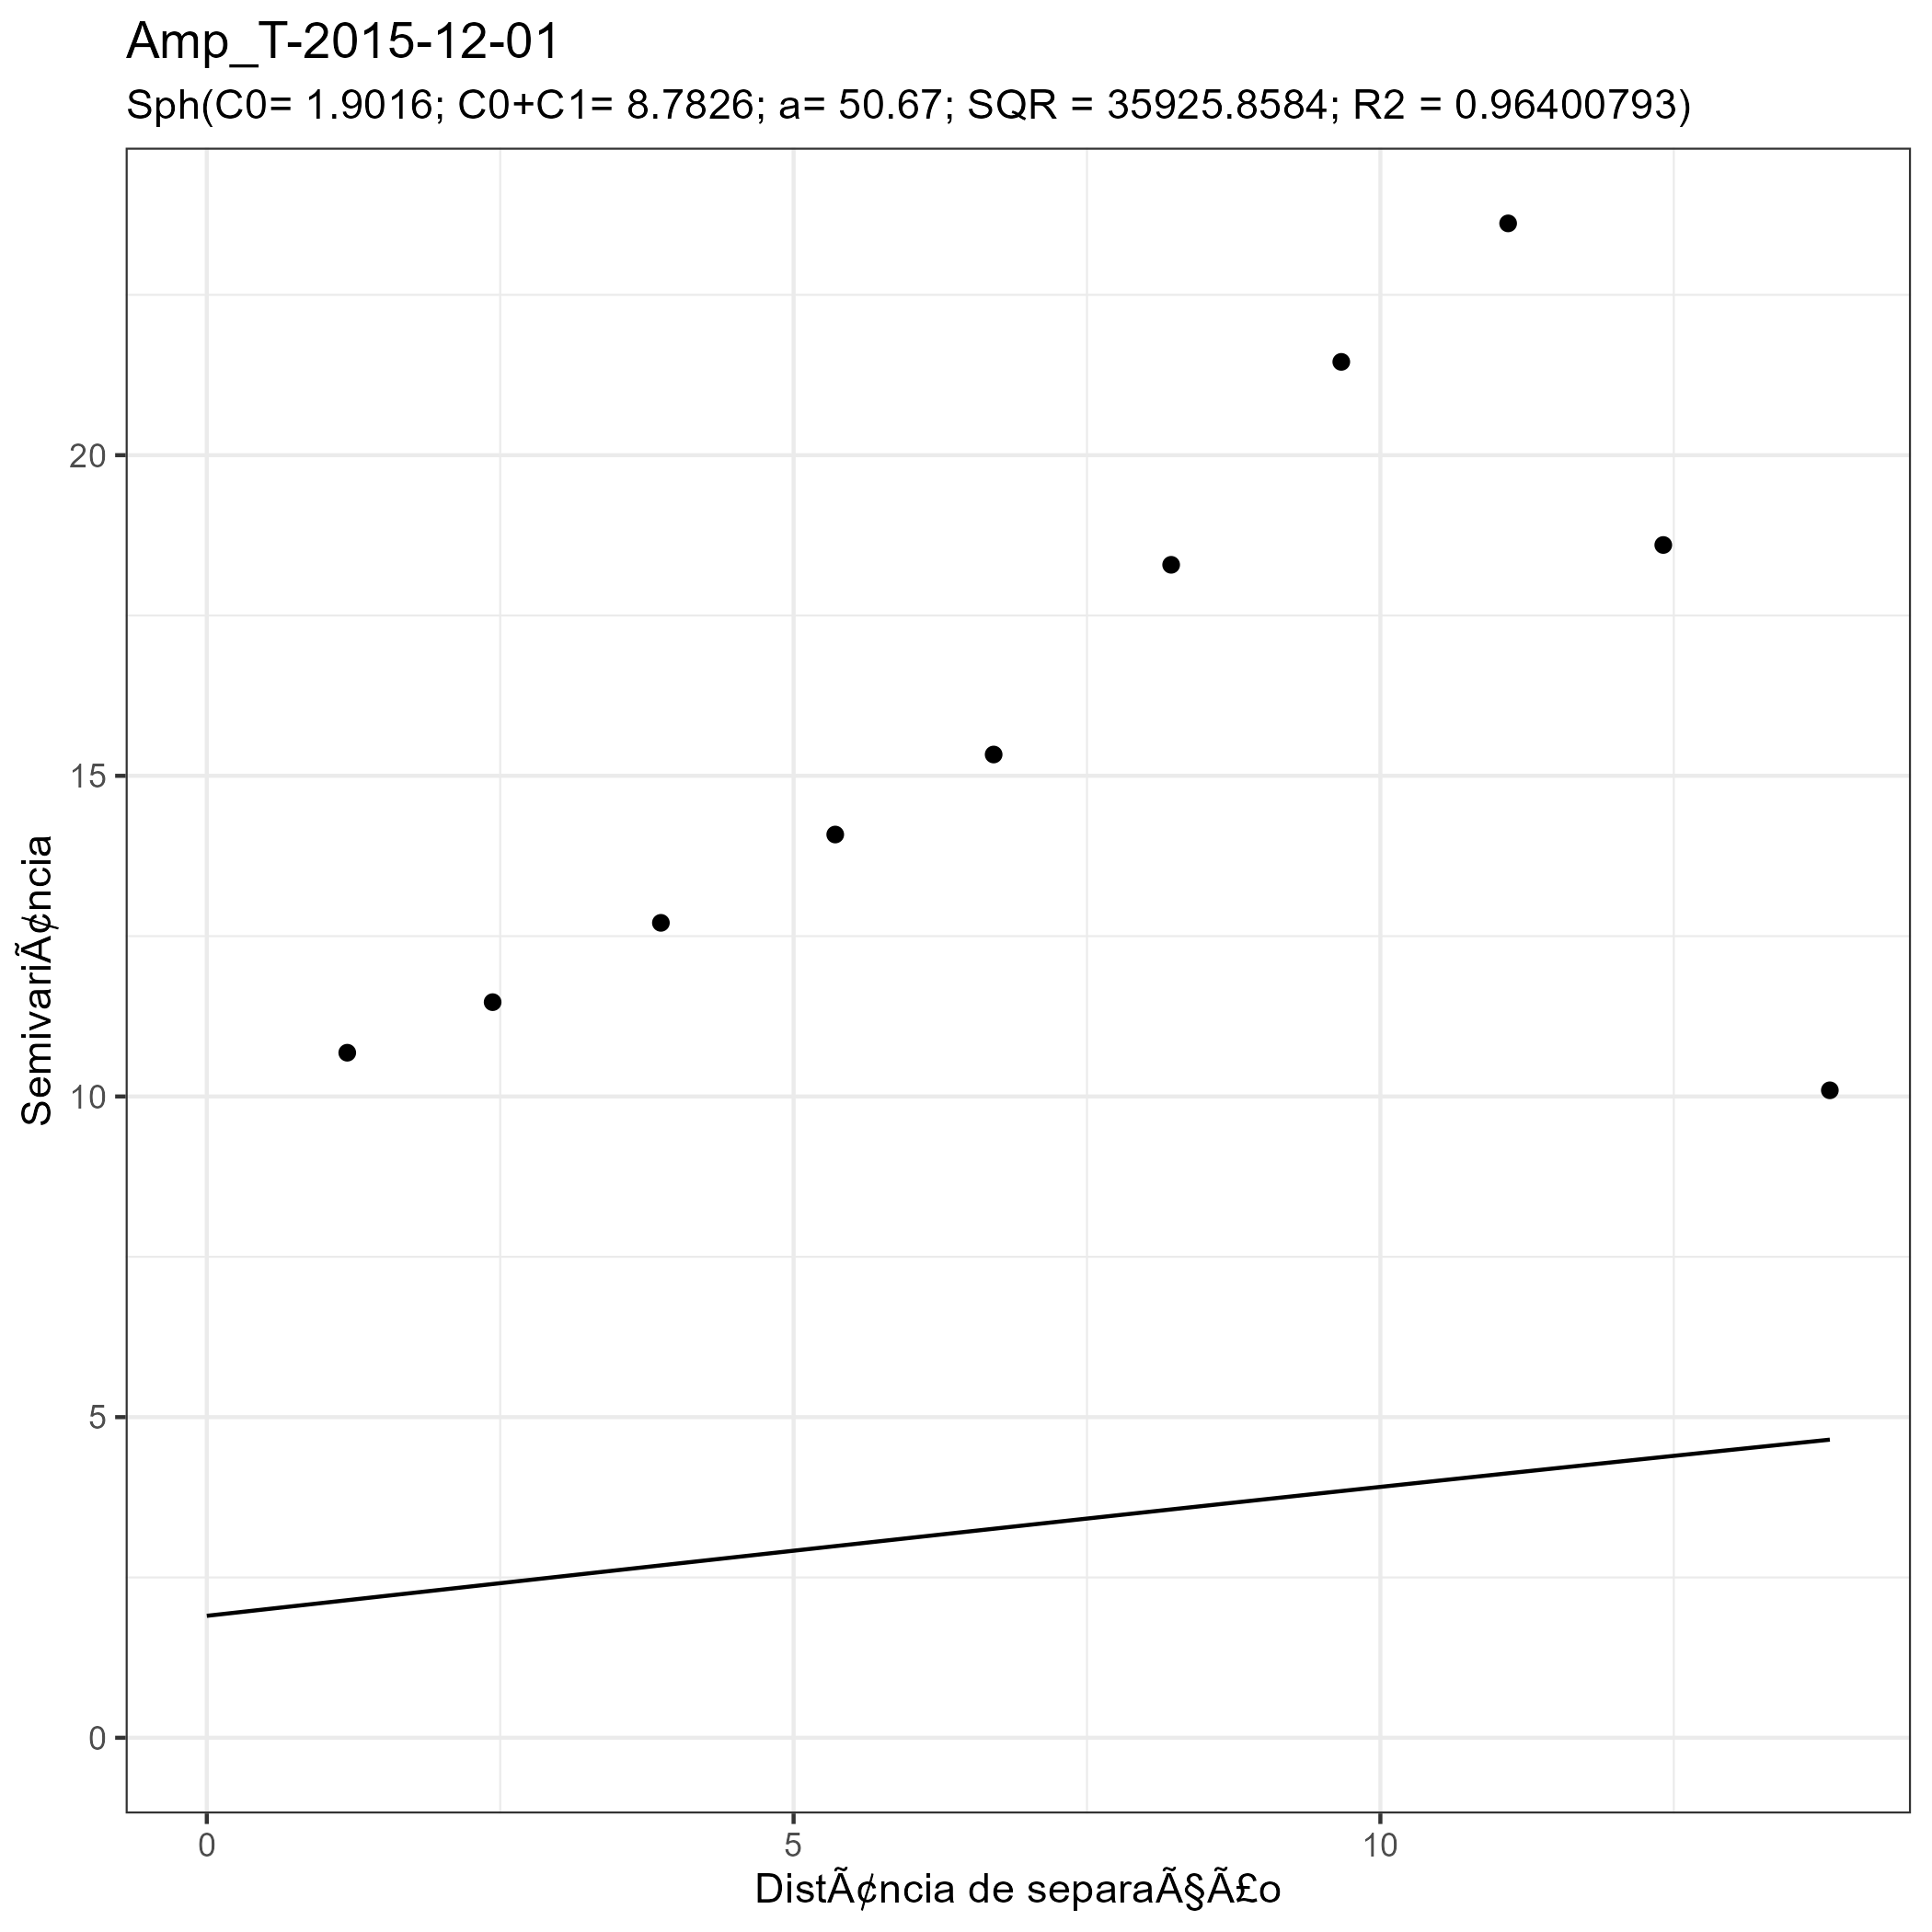 Amp_T-2015-12-01
Sph(C0= 1.9016; C0+C1= 8.7826; a= 50.67; SQR = 35925.8584; R2 = 0.96400793)
20
15
10
5
0
SemivariÃ¢ncia
0
5
10
DistÃ¢ncia de separaÃ§Ã£o